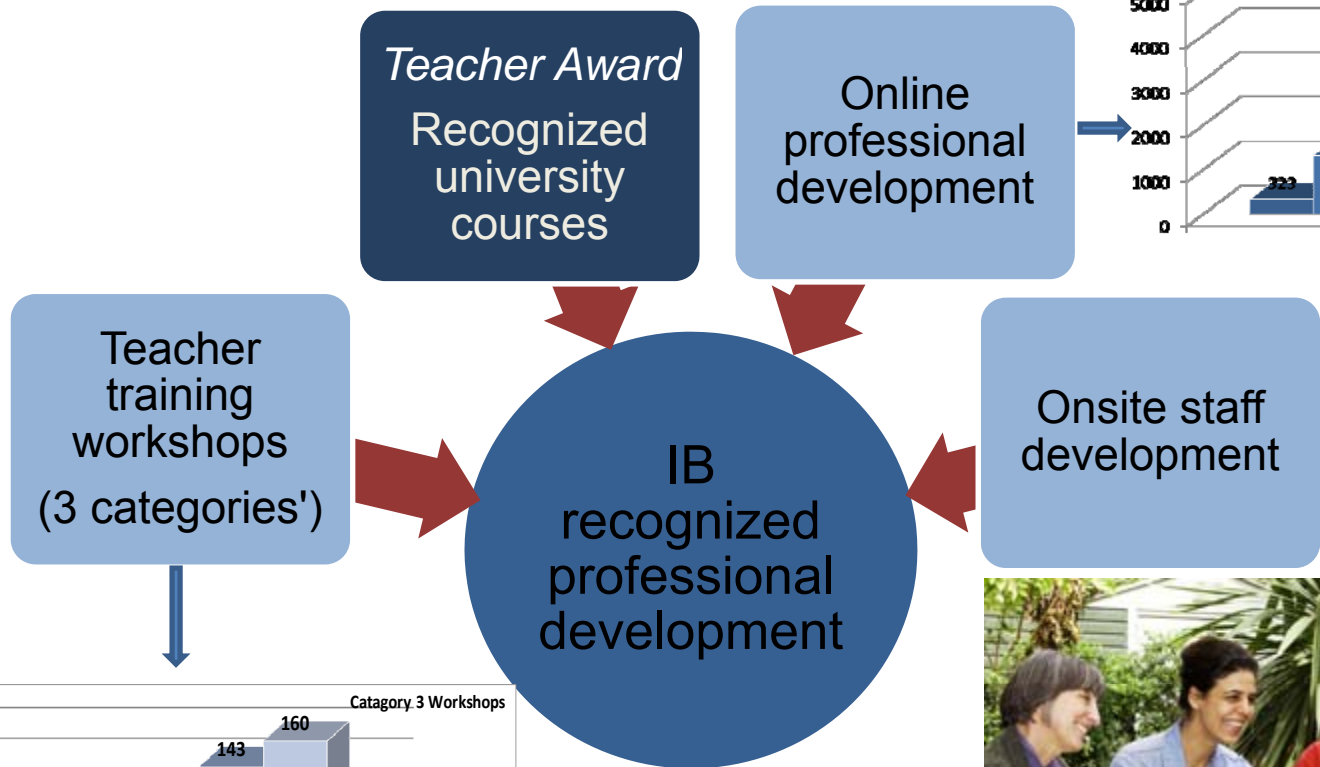 Teacher Award
Recognized
university
courses
Online
professional
development
5000
4000
3000
2000
1000
0
323
Teacher
training
workshops
(3 categories')
IB
recognized
professional
development
Onsite staff
development
Catagory 3 Workshops
160
143